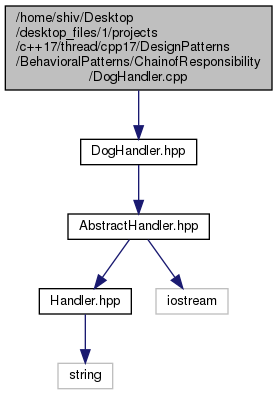 /home/shiv/Desktop
/desktop_files/1/projects
/c++17/thread/cpp17/DesignPatterns
/BehavioralPatterns/ChainofResponsibility
/DogHandler.cpp
DogHandler.hpp
AbstractHandler.hpp
Handler.hpp
iostream
string